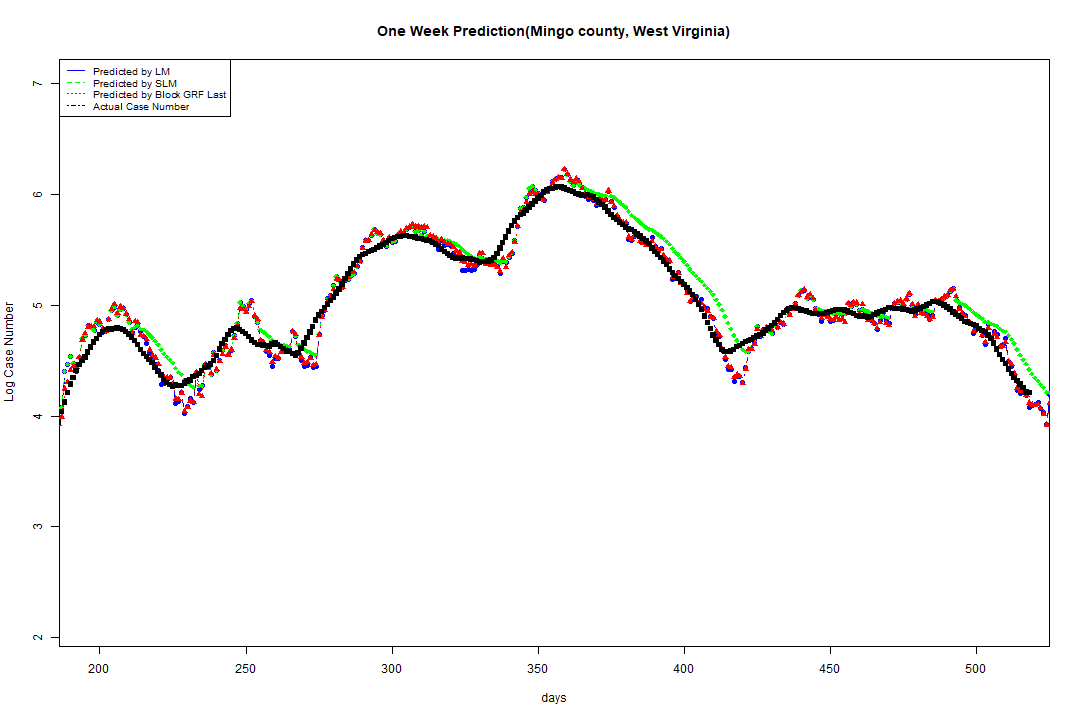 One Week Prediction(Mingo county, West Virginia)
Predicted by LM
Predicted by SLM
Predicted by Block GRF Last
Actual Case Number
7
6
5
4
3
2
Log Case Number
200 250 300 350 400 450 500
days